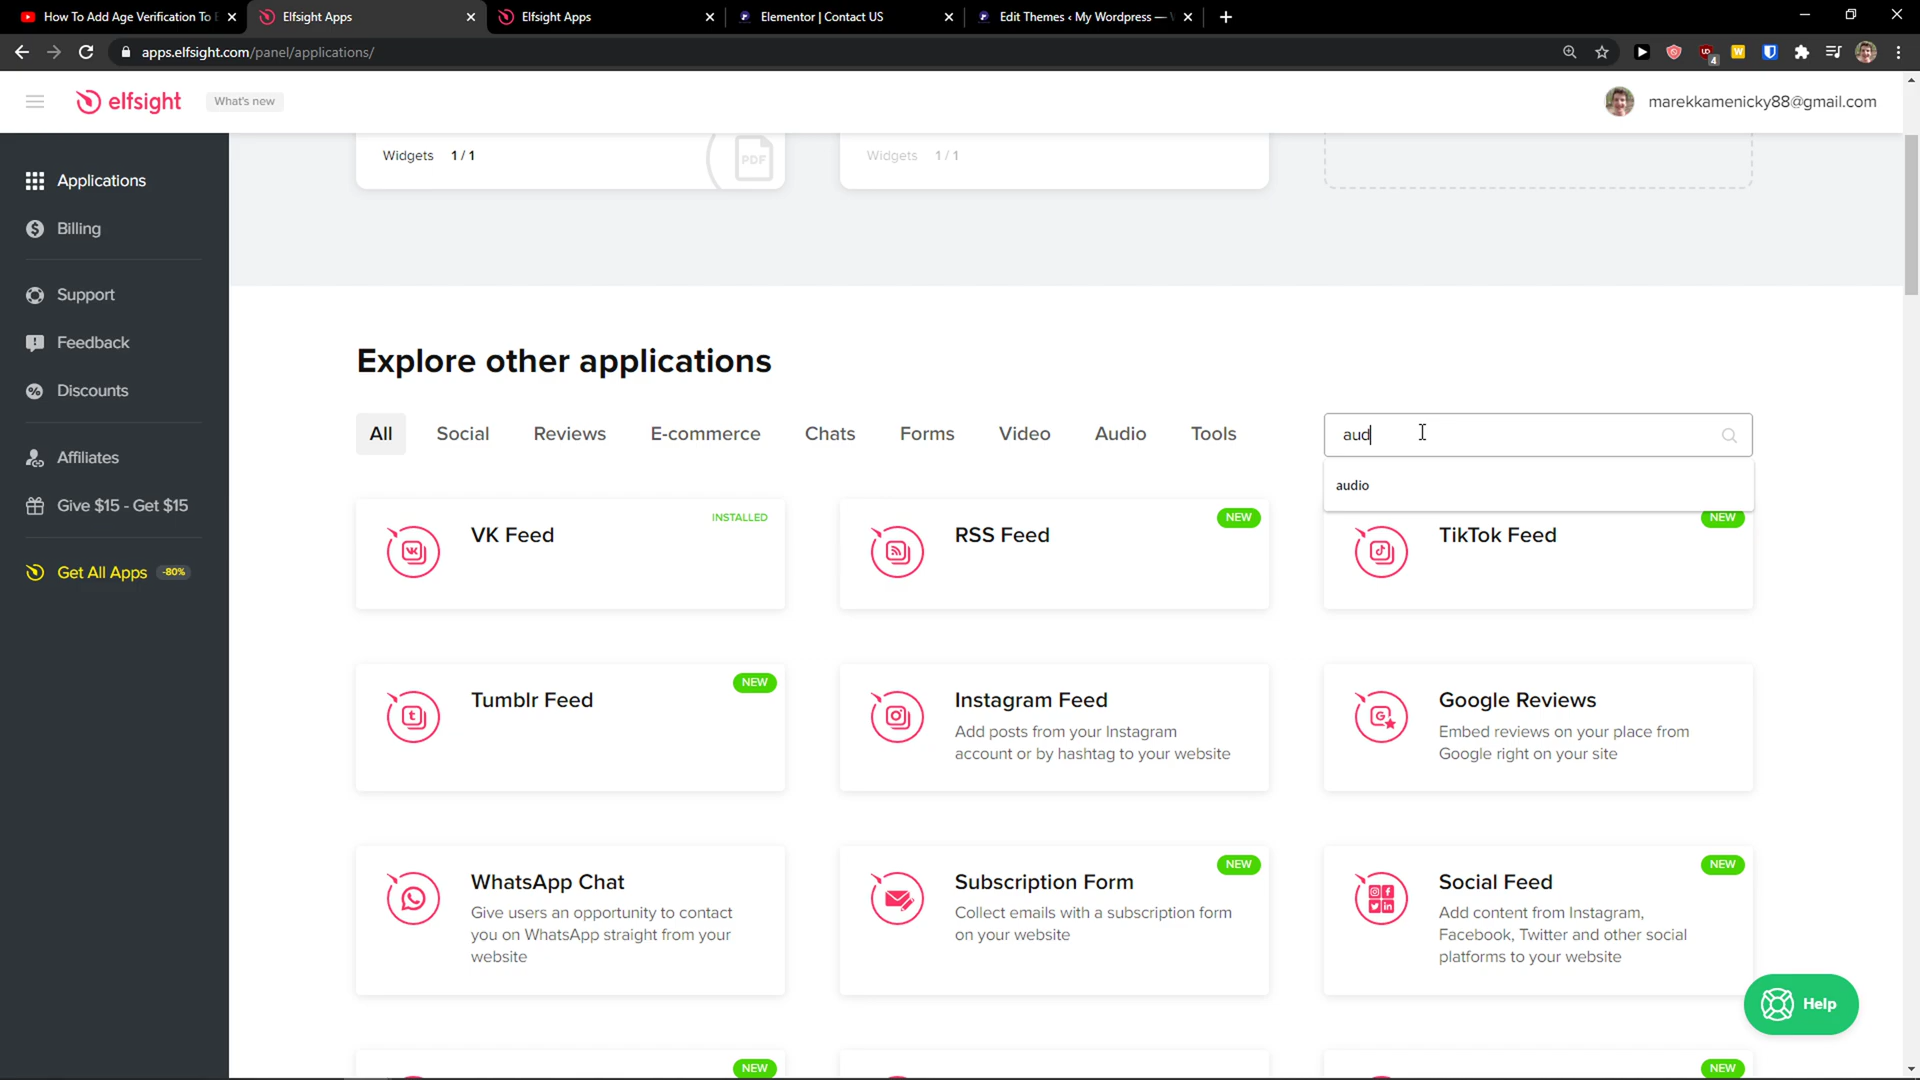 How To Add Age Verification To
Elfsight Apps
Elfsight Apps
Elementor | Contact US
Edit Themes ‹ My Wordpress —
apps.elfsight.com/panel/applications/
UD
4
W
elfsight
What's new
marekkamenicky88@gmail.com
Applications
Billing
Support
Feedback
Discounts
Affiliates
Give $15 - Get $15
Get All Apps
-80%
Widgets 1 / 1
PDF
Widgets 1 / 1
Explore other applications
All
Social
Reviews
E-commerce
Chats
Forms
Video
Audio
Tools
aud
audio
VK Feed
INSTALLED
RSS Feed
NEW
TikTok Feed
NEW
Tumblr Feed
NEW
Instagram Feed
Add posts from your Instagram
account or by hashtag to your website
Google Reviews
Embed reviews on your place from
Google right on your site
WhatsApp Chat
Give users an opportunity to contact
you on WhatsApp straight from your
website
Subscription Form
NEW
Collect emails with a subscription form
on your website
Social Feed
NEW
Add content from Instagram,
Facebook, Twitter and other social
platforms to your website
Help
NEW
NEW